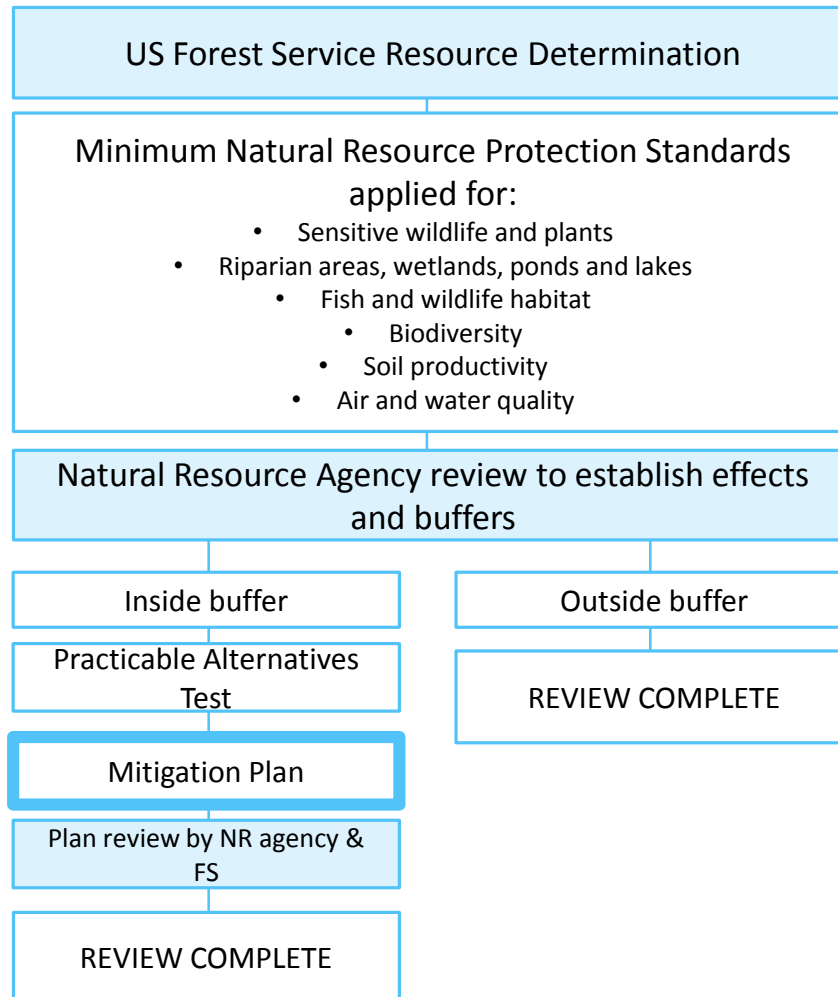 US Forest Service Resource Determination
Minimum Natural Resource Protection Standards
applied for:
• Sensitive wildlife and plants
• Riparian areas, wetlands, ponds and lakes
• Fish and wildlife habitat
• Biodiversity
• Soil productivity
• Air and water quality
Natural Resource Agency review to establish effects
and buffers
Inside buffer
Practicable Alternatives
Test
Mitigation Plan
Plan review by NR agency &
FS
REVIEW COMPLETE
Outside buffer
REVIEW COMPLETE